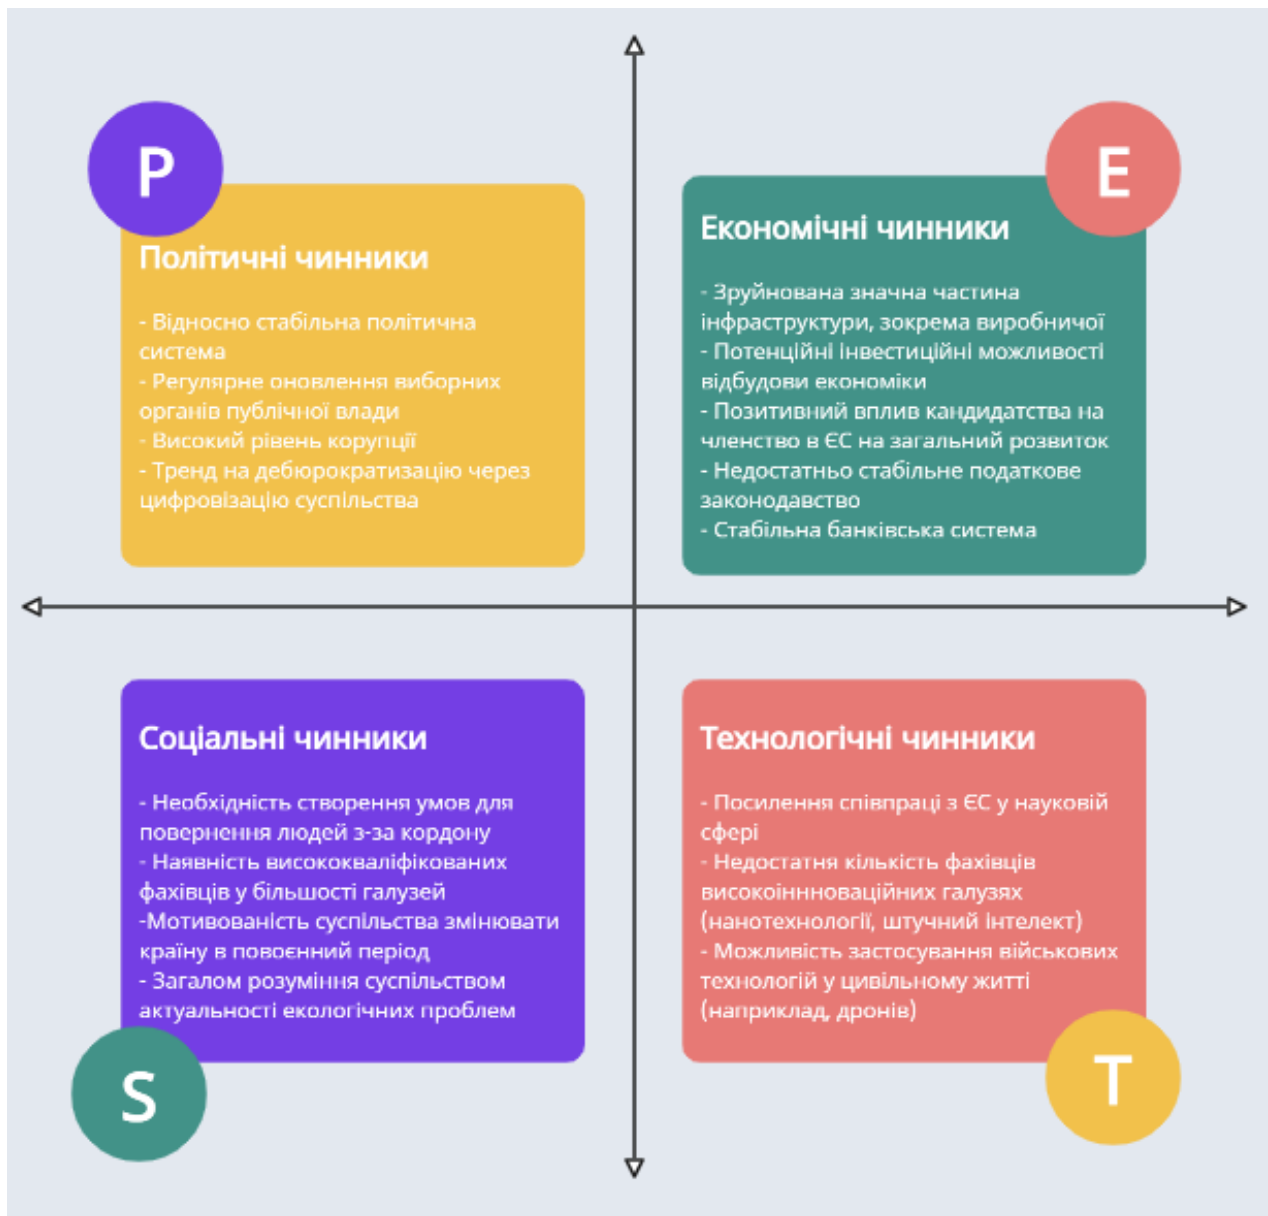 P
Політичні чинники
- Відносно стабільна політична
система
- Регулярне оновлення виборних
органів публічної влади
- Високий рівень корупції
- Тренд на дебюрократизацію через
цифровізацію суспільства
E
Економічні чинники
- Зруйнована значна частина
інфраструктури, зокрема виробничої
- Потенційні інвестиційні можливості
відбудови економіки
- Позитивний вплив кандидатства на
членство в ЄС на загальний розвиток
- Недостатньо стабільне податкове
законодавство
- Стабільна банківська система
Соціальні чинники
- Необхідність створення умов для
повернення людей з-за кордону
- Наявність висококваліфікованих
фахівців у більшості галузей
-Мотивованість суспільства змінювати
країну в повоєнний період
- Загалом розуміння суспільством
актуальності екологічних проблем
S
Технологічні чинники
- Посилення співпраці з ЄС у науковій
сфері
- Недостатня кількість фахівців
високоіннноваційних галузях
(нанотехнології, штучний інтелект)
- Можливість застосування військових
технологій у цивільному житті
(наприклад, дронів)
T